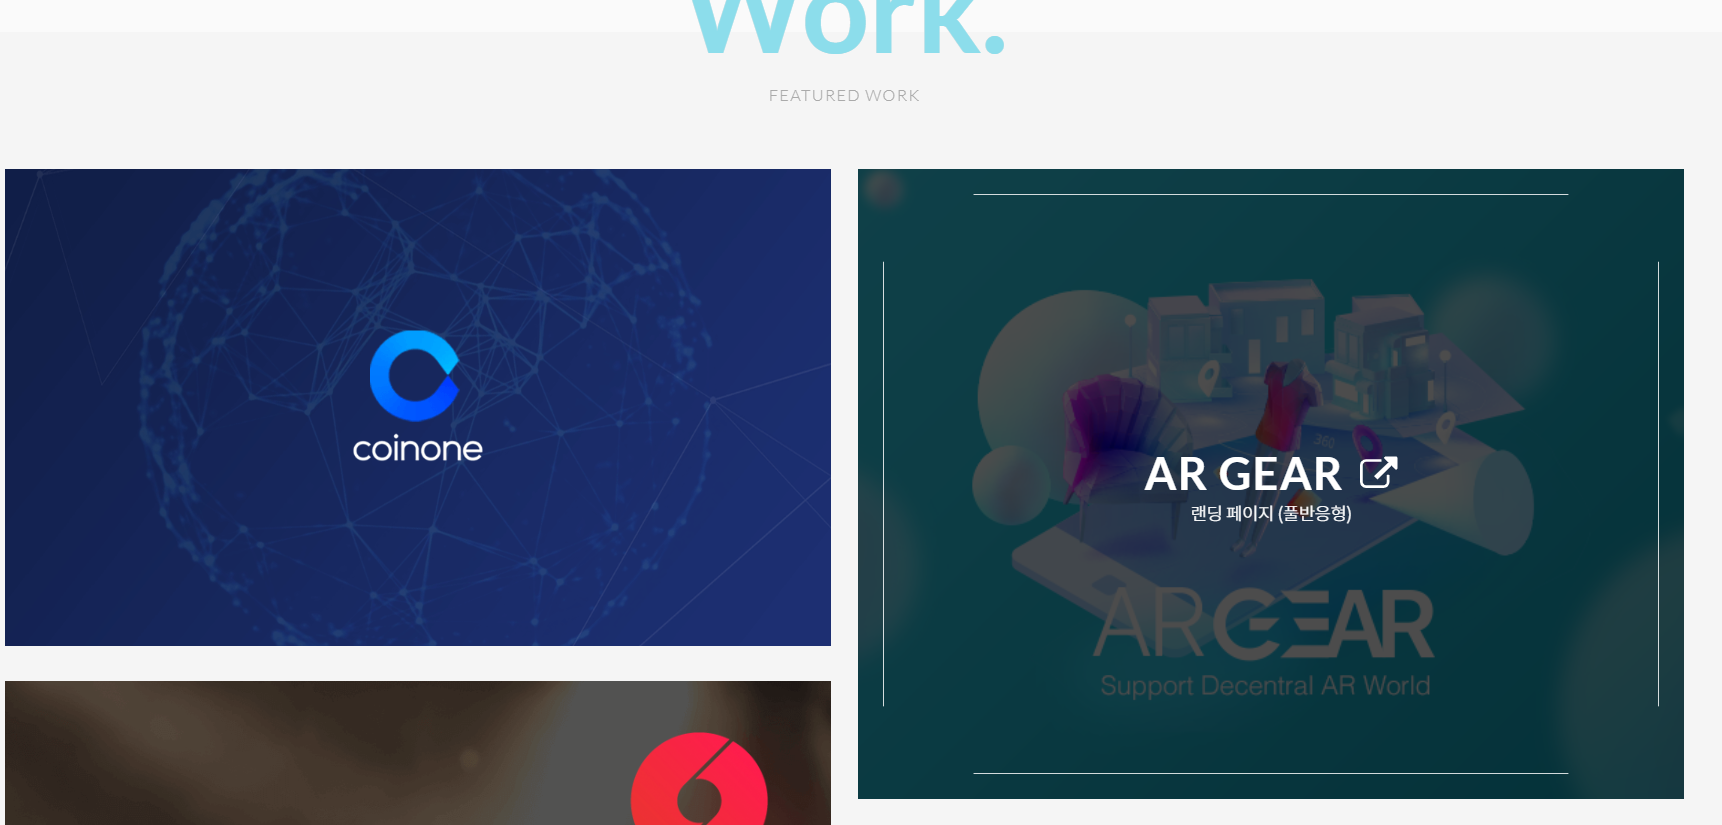 Work.
FEATURED WORK
coinone
360
AR GEAR
랜딩 페이지 (풀반응형)
ARGEAR
Support Decentral AR World